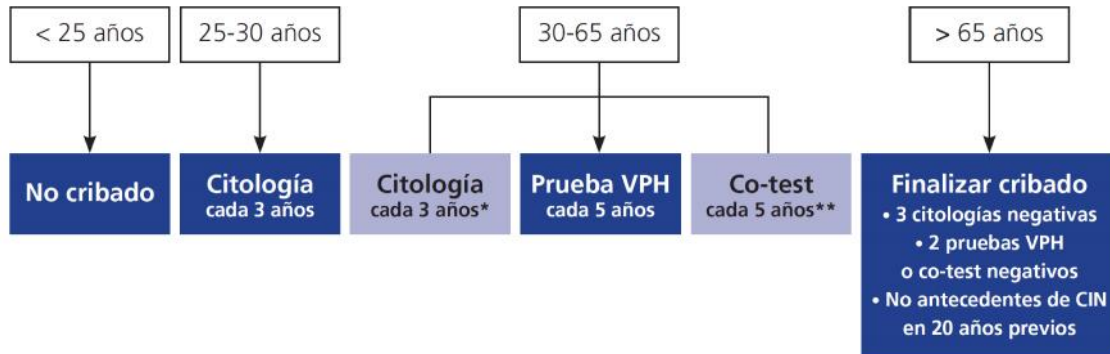 < 25 años
25-30 años
30-65 años
> 65 años
No cribado
Citología
cada 3 años
Citología
cada 3 años*
Prueba VPH
cada 5 años
Co-test
cada 5 años**
Finalizar cribado
• 3 citologías negativas
• 2 pruebas VPH
o co-test negativos
• No antecedentes de CIN
en 20 años previos